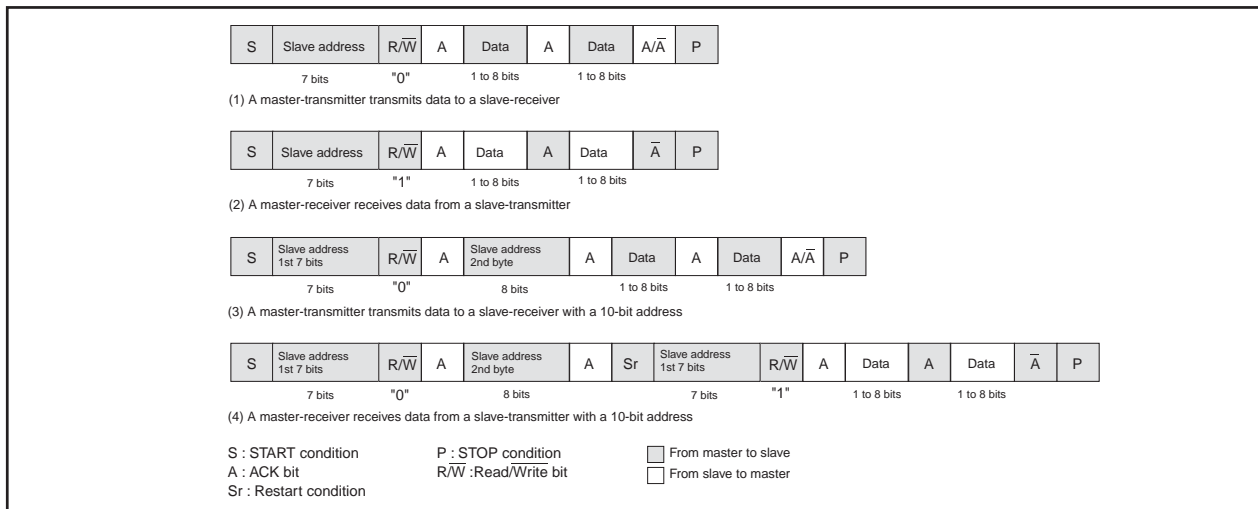 S Slave address R/W̅ A Data A Data A/A̅ P
7 bits "0" 1 to 8 bits 1 to 8 bits
(1) A master-transmitter transmits data to a slave-receiver
S Slave address R/W̅ A Data A Data A̅ P
7 bits "1" 1 to 8 bits 1 to 8 bits
(2) A master-receiver receives data from a slave-transmitter
S Slave address 1st 7 bits R/W̅ A Slave address 2nd byte A Data A Data A/A̅ P
7 bits "0" 8 bits 1 to 8 bits 1 to 8 bits
(3) A master-transmitter transmits data to a slave-receiver with a 10-bit address
S Slave address 1st 7 bits R/W̅ A Slave address 2nd byte A Sr Slave address 1st 7 bits R/W̅ A Data A Data A̅ P
7 bits "0" 8 bits 7 bits "1" 1 to 8 bits 1 to 8 bits
(4) A master-receiver receives data from a slave-transmitter with a 10-bit address
S : START condition P : STOP condition From master to slave
A : ACK bit R/W̅ :Read/W̅r̅i̅t̅e̅ bit From slave to master
Sr : Restart condition